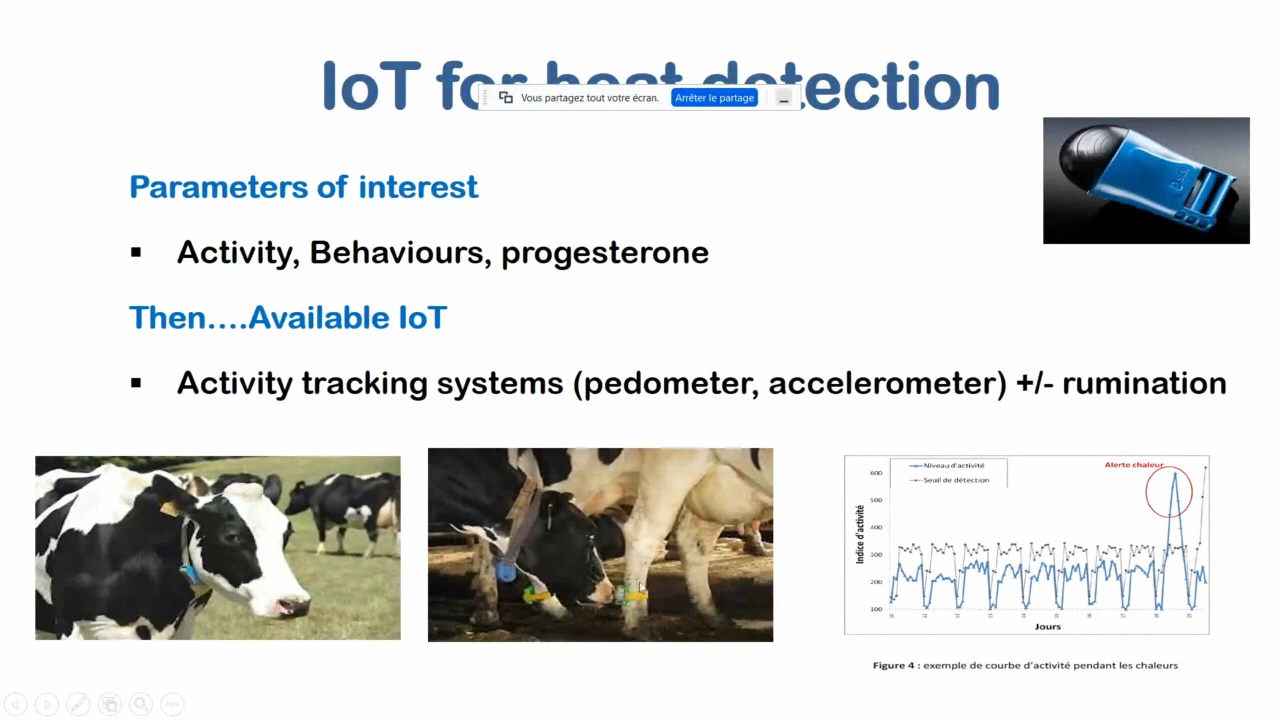 IoT for heat detection
Vous partagez tout votre écran. Arrêter le partage
Parameters of interest
▪ Activity, Behaviours, progesterone
Then....Available IoT
▪ Activity tracking systems (pedometer, accelerometer) +/- rumination
Niveau d'activité
Seuil de détection
Alerte chaleur
Indice d'activité
600
500
400
300
200
100
Jours
Figure 4 : exemple de courbe d'activité pendant les chaleurs